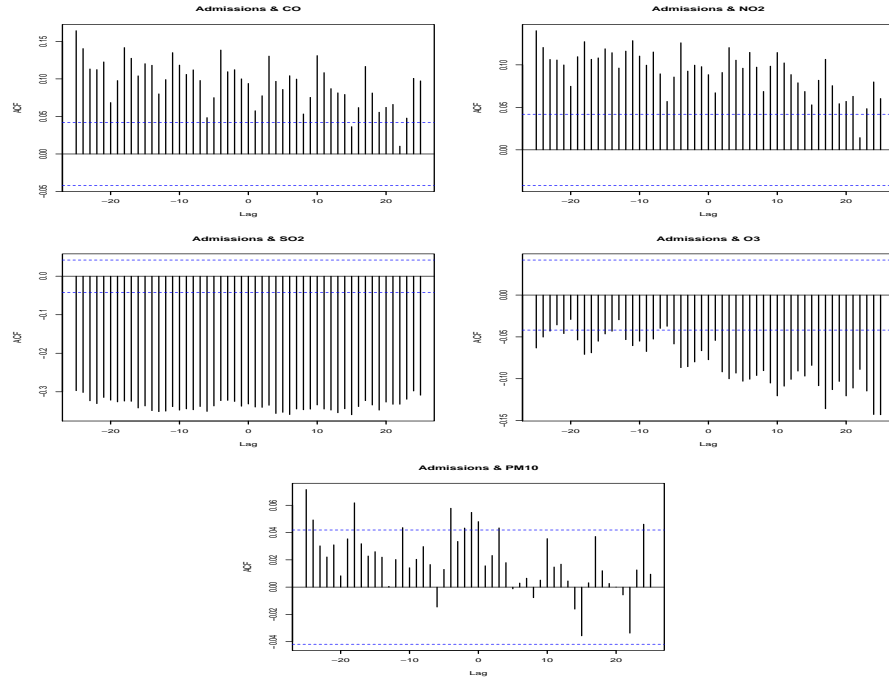 Admissions & CO
ACF
−0.05 0.00 0.05 0.10 0.15
−20 −10 0 10 20
Lag
Admissions & NO2
ACF
0.00 0.05 0.10
−20 −10 0 10 20
Lag
Admissions & SO2
ACF
−0.3 −0.2 −0.1 0.0
−20 −10 0 10 20
Lag
Admissions & O3
ACF
−0.15 −0.10 −0.05 0.00
−20 −10 0 10 20
Lag
Admissions & PM10
ACF
−0.04 −0.02 0.00 0.02 0.04 0.06
−20 −10 0 10 20
Lag